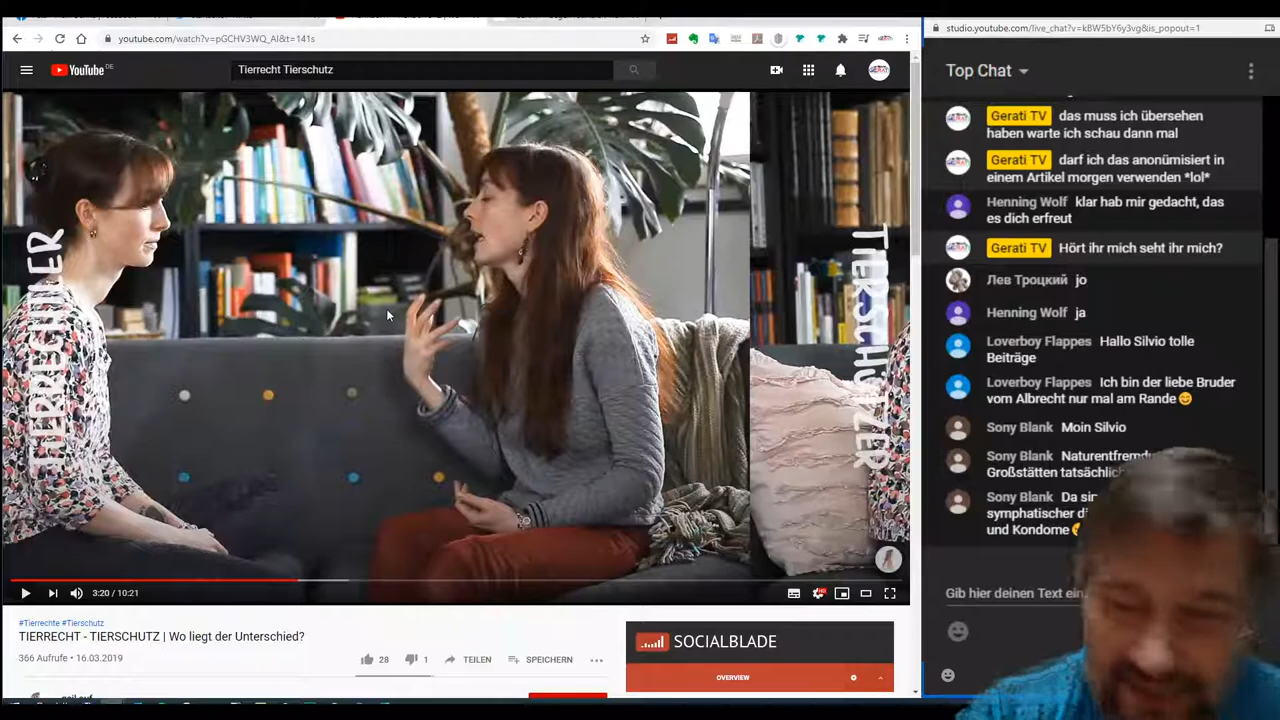 youtube.com/watch?v=pGCHV3WQ_AI&t=141s
YouTube DE
Tierrecht Tierschutz
GERATI
TIERRECHTLER
TIERSCHÜTZER
3:20 / 10:21
#Tierrechte #Tierschutz
TIERRECHT - TIERSCHUTZ | Wo liegt der Unterschied?
366 Aufrufe • 16.03.2019
28
1
TEILEN
SPEICHERN
SOCIALBLADE
OVERVIEW
studio.youtube.com/live_chat?v=kBW5bY6y3vg&is_popout=1
Top Chat
Gerati TV das muss ich übersehen
haben warte ich schau dann mal
Gerati TV darf ich das anonümisiert in
einem Artikel morgen verwenden *lol*
Henning Wolf klar hab mir gedacht, das
es dich erfreut
Gerati TV Hört ihr mich seht ihr mich?
Лев Троцкий jo
Henning Wolf ja
Loverboy Flappes Hallo Silvio tolle
Beiträge
Loverboy Flappes Ich bin der liebe Bruder
vom Albrecht nur mal am Rande
Sony Blank Moin Silvio
Sony Blank
Großstätten
Sony Blank Da
symphatischer
und Kondome
Gib hier deinen Text ein